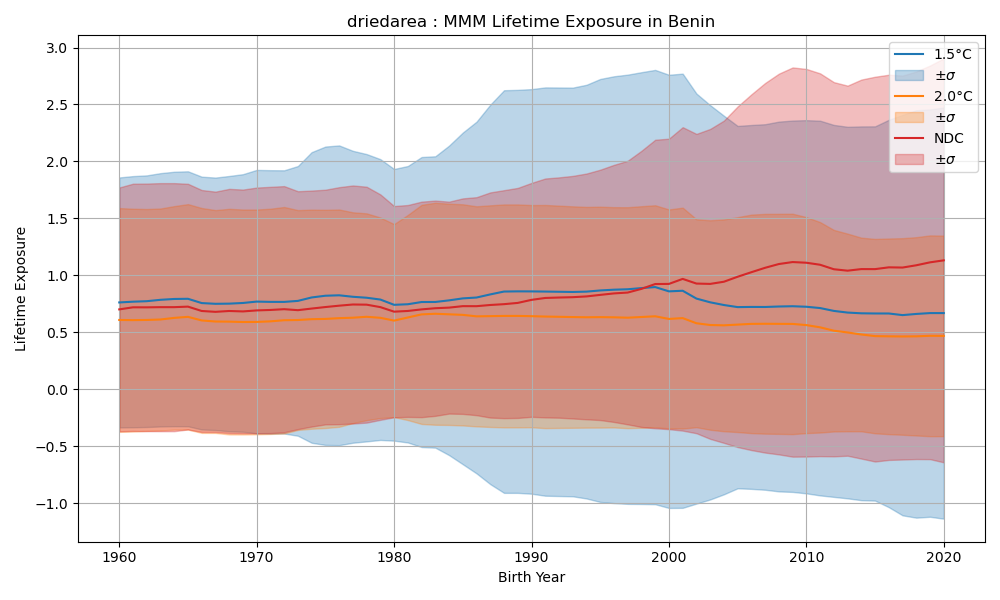 driedarea : MMM Lifetime Exposure in Benin
Lifetime Exposure
3.0
2.5
2.0
1.5
1.0
0.5
0.0
−0.5
−1.0
1.5°C
±σ
2.0°C
±σ
NDC
±σ
1960
1970
1980
1990
2000
2010
2020
Birth Year